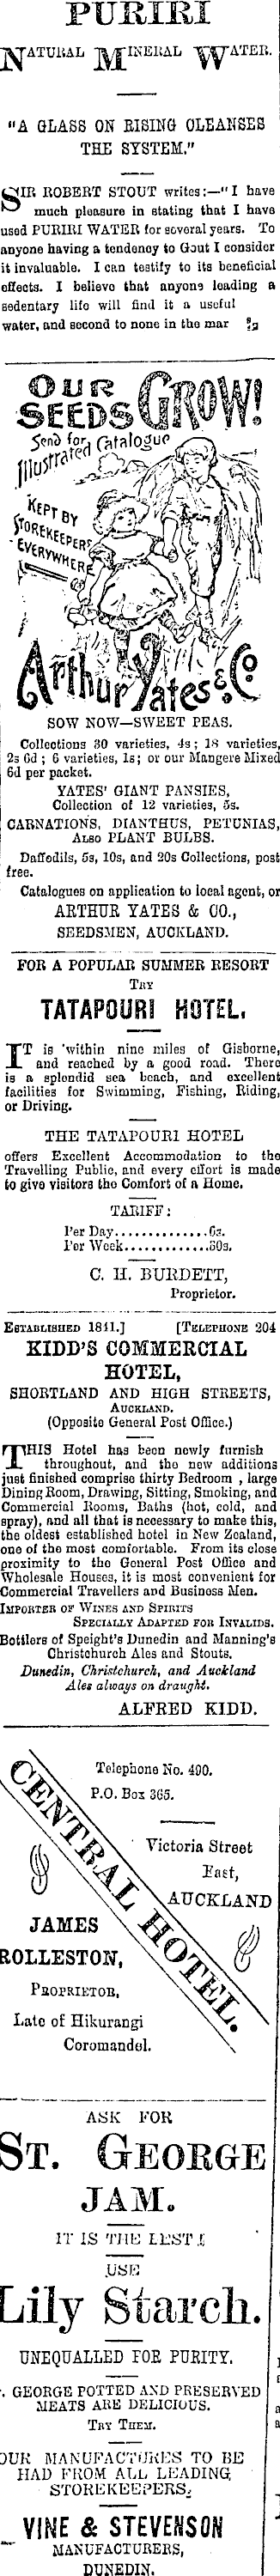 PURIRI
NATURAL MINERAL WATER.
"A GLASS ON RISING CLEANSES
THE SYSTEM."
SIR ROBERT STOUT writes:—"I have
much pleasure in stating that I have
used PURIRI WATER for several years. To
anyone having a tendency to Gout I consider
it invaluable. I can testify to its beneficial
effects. I believe that anyone leading a
sedentary life will find it a useful
water, and second to none in the mar
OUR
SEEDS GROW!
Send for
Illustrated Catalogue
KEPT BY
STOREKEEPERS
EVERYWHERE
Arthur Yates & Co
SOW NOW—SWEET PEAS.
Collections 30 varieties, 4s; 18 varieties,
2s 6d; 6 varieties, 1s; or our Mangere Mixed
6d per packet.
YATES' GIANT PANSIES,
Collection of 12 varieties, 5s.
CARNATIONS, DIANTHUS, PETUNIAS,
ALSO PLANT BULBS.
Daffodils, 5s, 10s, and 20s Collections, post
free.
Catalogues on application to local agent, or
ARTHUR YATES & CO.,
SEEDSMEN, AUCKLAND.
FOR A POPULAR SUMMER RESORT
TRY
TATAPOURI HOTEL.
IT is within nine miles of Gisborne,
and reached by a good road. There
is a splendid sea beach, and excellent
facilities for Swimming, Fishing, Riding,
or Driving.
THE TATAPOURI HOTEL
offers Excellent Accommodation to the
Travelling Public, and every effort is made
to give visitors the Comfort of a Home.
TARIFF:
Per Day..............6s.
Per Week.............30s.
C. H. BURDETT,
Proprietor.
ESTABLISHED 1841.] [TELEPHONE 204
KIDD'S COMMERCIAL
HOTEL,
SHORTLAND AND HIGH STREETS,
AUCKLAND.
(Opposite General Post Office.)
THIS Hotel has been newly furnish
throughout, and the new additions
just finished comprise thirty Bedroom , large
Dining Room, Drawing, Sitting, Smoking, and
Commercial Rooms, Baths (hot, cold, and
spray), and all that is necessary to make this,
the oldest established hotel in New Zealand,
one of the most comfortable. From its close
proximity to the General Post Office and
Wholesale Houses, it is most convenient for
Commercial Travellers and Business Men.
IMPORTER OF WINES AND SPIRITS
SPECIALLY ADAPTED FOR INVALIDS.
Bottlers of Speight's Dunedin and Manning's
Christchurch Ales and Stouts.
Dunedin, Christchurch, and Auckland
Ales always on draught.
ALFRED KIDD.
Telephone No. 490.
P.O. Box 365.
CENTRAL HOTEL.
Victoria Street
East,
AUCKLAND
JAMES
ROLLESTON,
PROPRIETOR,
Late of Hikurangi
Coromandel.
ASK FOR
ST. GEORGE
JAM.
IT IS THE BEST!
USE
Lily Starch.
UNEQUALLED FOR PURITY.
. GEORGE POTTED AND PRESERVED
MEATS ARE DELICIOUS.
TRY THEM.
OUR MANUFACTURES TO BE
HAD FROM ALL LEADING
STOREKEEPERS.
VINE & STEVENSON
MANUFACTURERS,
DUNEDIN.